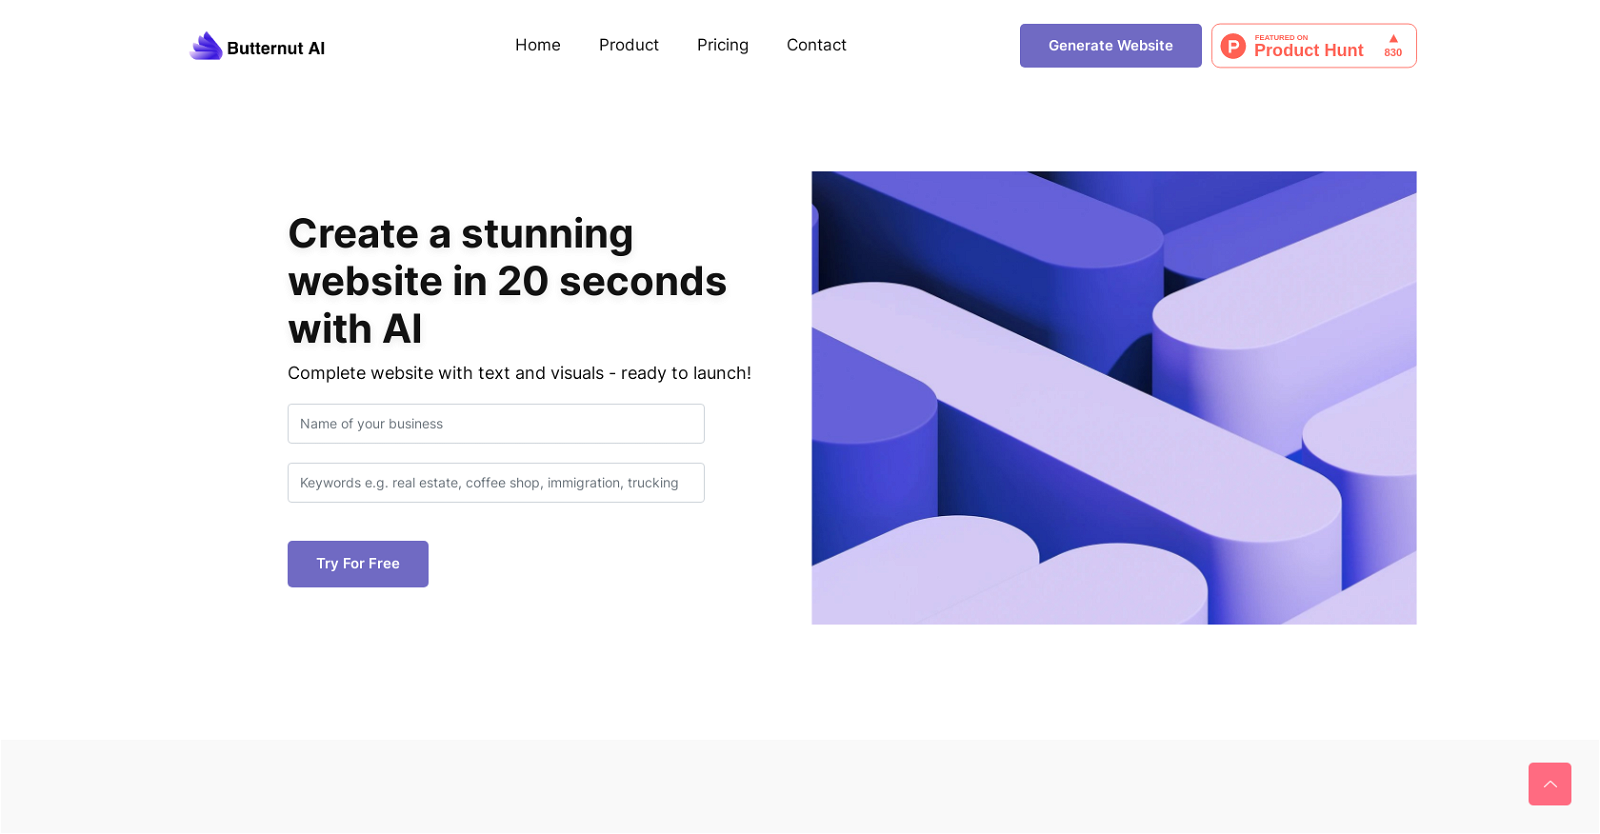 Butternut AI
Home
Product
Pricing
Contact
Generate Website
P
FEATURED ON
Product Hunt
830
Create a stunning
website in 20 seconds
with AI
Complete website with text and visuals - ready to launch!
Name of your business
Keywords e.g. real estate, coffee shop, immigration, trucking
Try For Free